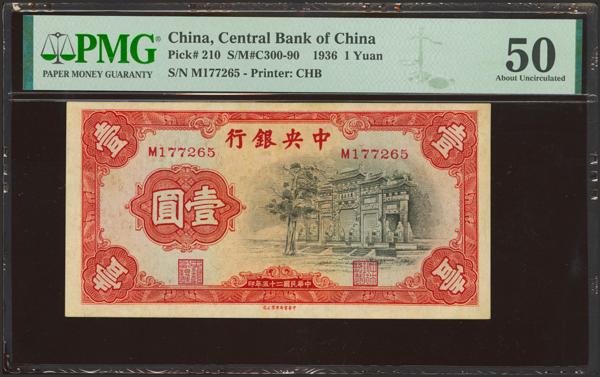 PMG
PAPER MONEY GUARANTY
China, Central Bank of China
Pick# 210 S/M#C300-90 1936 1 Yuan
S/N M177265 - Printer: CHB
50
About Uncirculated
壹
壹
行銀央中
M177265
M177265
圓壹
印年五十二國民華中
壹
壹